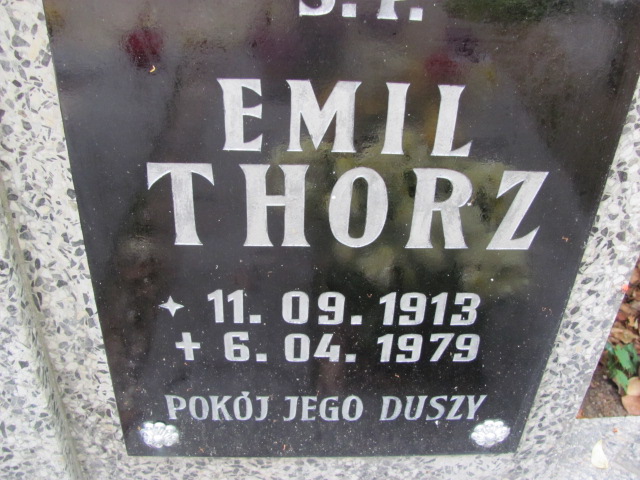 Ś. P.
EMIL
THORZ
✦ 11. 09. 1913
+ 6. 04. 1979
POKÓJ JEGO DUSZY